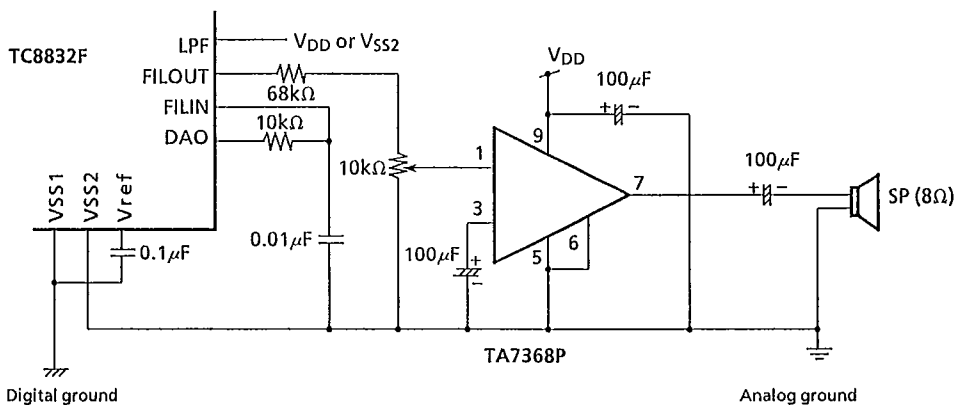 TC8832F
LPF
V_DD or V_SS2
FILOUT
68kΩ
FILIN
10kΩ
DAO
VSS1
VSS2
Vref
0.1μF
0.01μF
10kΩ
V_DD
100μF
+ -
9
1
3
100μF
+
-
5
6
7
100μF
+ -
SP (8Ω)
TA7368P
Digital ground
Analog ground